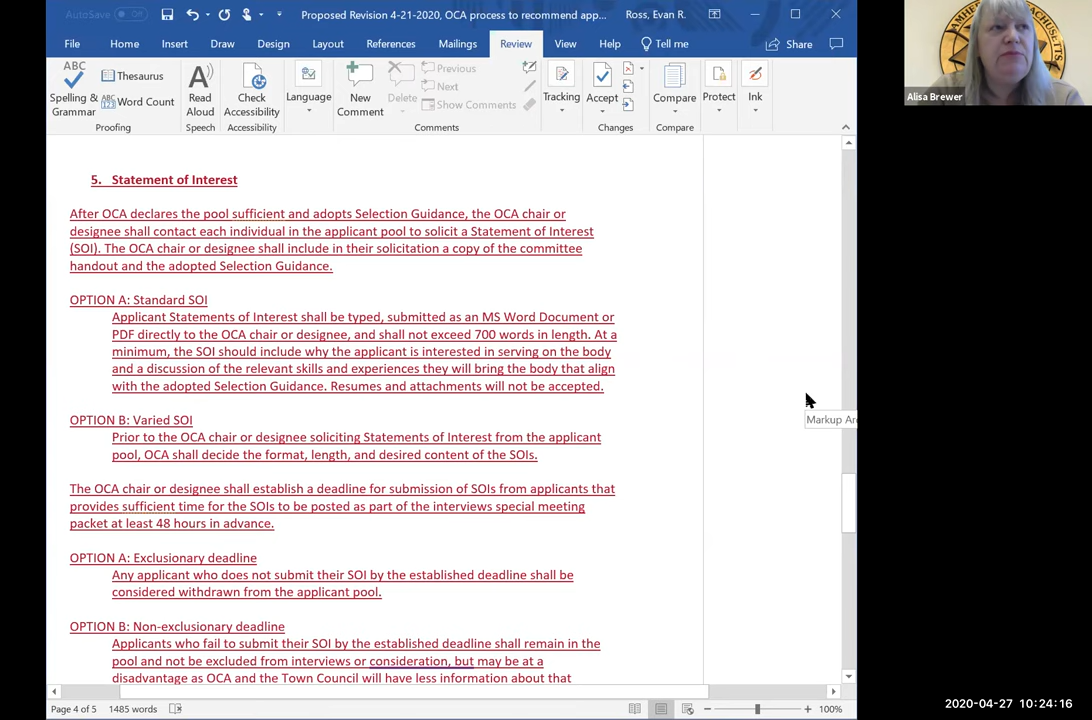 AutoSave
Off
Proposed Revision 4-21-2020, OCA process to recommend app...
Ross, Evan R.
File
Home
Insert
Draw
Design
Layout
References
Mailings
Review
View
Help
Tell me
Share
ABC
Spelling &
Grammar
Thesaurus
ABC
123
Word Count
Proofing
Read
Aloud
Speech
Check
Accessibility
Accessibility
Language
New
Comment
Delete
Previous
Next
Show Comments
Comments
Tracking
Accept
Changes
Compare
Compare
Protect
Ink
5. Statement of Interest
After OCA declares the pool sufficient and adopts Selection Guidance, the OCA chair or
designee shall contact each individual in the applicant pool to solicit a Statement of Interest
(SOI). The OCA chair or designee shall include in their solicitation a copy of the committee
handout and the adopted Selection Guidance.
OPTION A: Standard SOI
Applicant Statements of Interest shall be typed, submitted as an MS Word Document or
PDF directly to the OCA chair or designee, and shall not exceed 700 words in length. At a
minimum, the SOI should include why the applicant is interested in serving on the body
and a discussion of the relevant skills and experiences they will bring the body that align
with the adopted Selection Guidance. Resumes and attachments will not be accepted.
OPTION B: Varied SOI
Prior to the OCA chair or designee soliciting Statements of Interest from the applicant
pool, OCA shall decide the format, length, and desired content of the SOIs.
The OCA chair or designee shall establish a deadline for submission of SOIs from applicants that
provides sufficient time for the SOIs to be posted as part of the interviews special meeting
packet at least 48 hours in advance.
OPTION A: Exclusionary deadline
Any applicant who does not submit their SOI by the established deadline shall be
considered withdrawn from the applicant pool.
OPTION B: Non-exclusionary deadline
Applicants who fail to submit their SOI by the established deadline shall remain in the
pool and not be excluded from interviews or consideration, but may be at a
disadvantage as OCA and the Town Council will have less information about that
Markup Are
Page 4 of 5
1485 words
100%
Alisa Brewer
2020-04-27 10:24:16